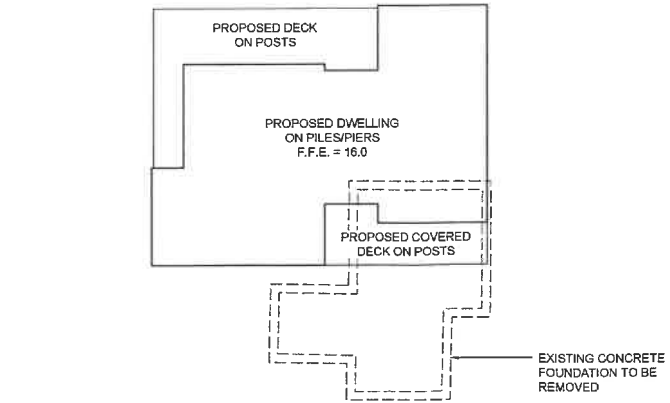 PROPOSED DECK
ON POSTS
PROPOSED DWELLING
ON PILES/PIERS
F.F.E. = 16.0
PROPOSED COVERED
DECK ON POSTS
EXISTING CONCRETE
FOUNDATION TO BE
REMOVED